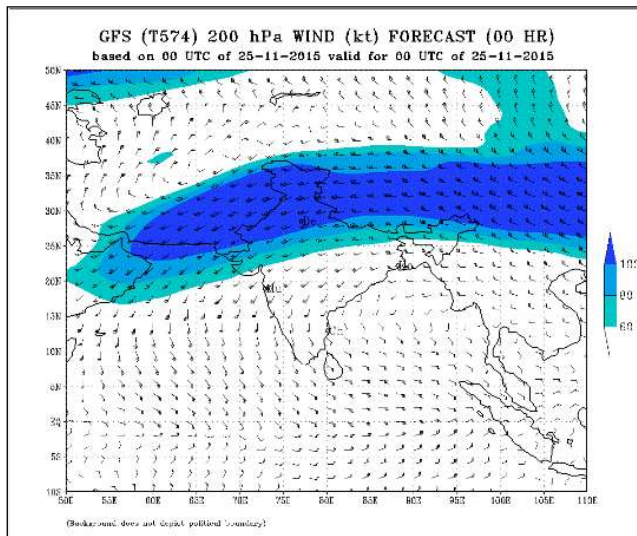 GFS (T574) 200 hPa WIND (kt) FORECAST (00 HR)
based on 00 UTC of 25-11-2015 valid for 00 UTC of 25-11-2015
50N
45N
40N
35N
30N
25N
20N
15N
10N
5N
5S
10S
50E 55E 60E 65E 70E 75E 80E 85E 90E 95E 100E 105E 110E
80
60
(Background does not depict political boundary)